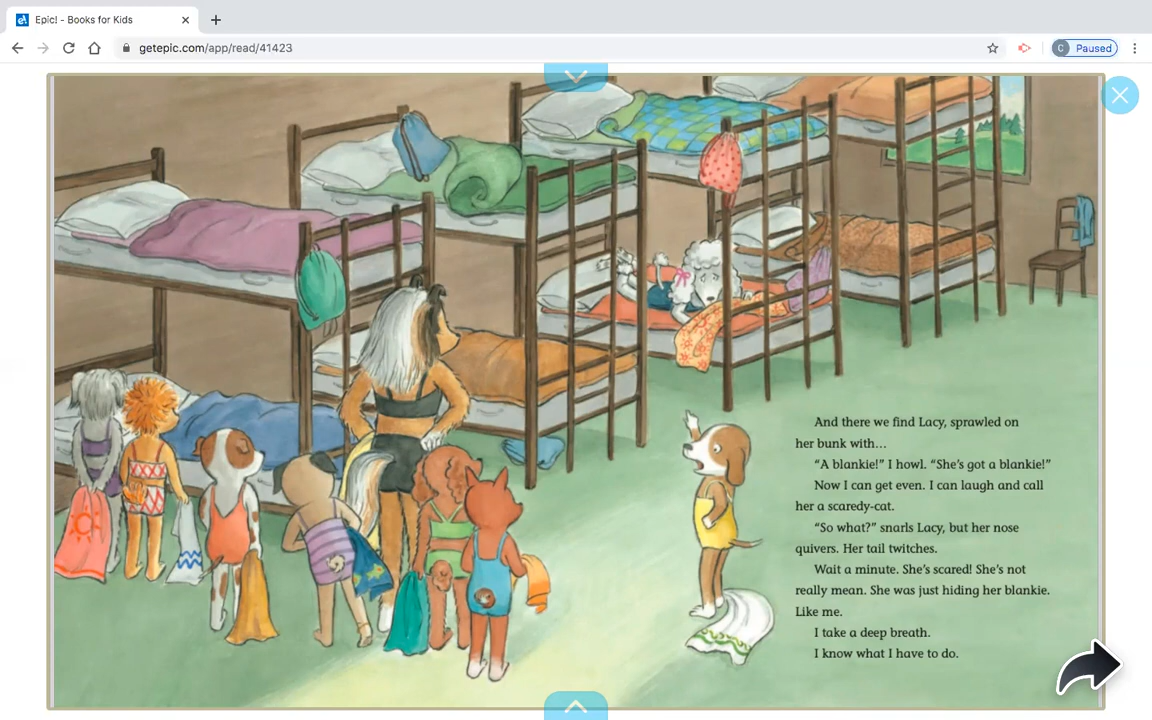 Epic! - Books for Kids
getepic.com/app/read/41423
C Paused
And there we find Lacy, sprawled on
her bunk with...
“A blankie!” I howl. “She’s got a blankie!”
Now I can get even. I can laugh and call
her a scaredy-cat.
“So what?” snarls Lacy, but her nose
quivers. Her tail twitches.
Wait a minute. She’s scared! She’s not
really mean. She was just hiding her blankie.
Like me.
I take a deep breath.
I know what I have to do.